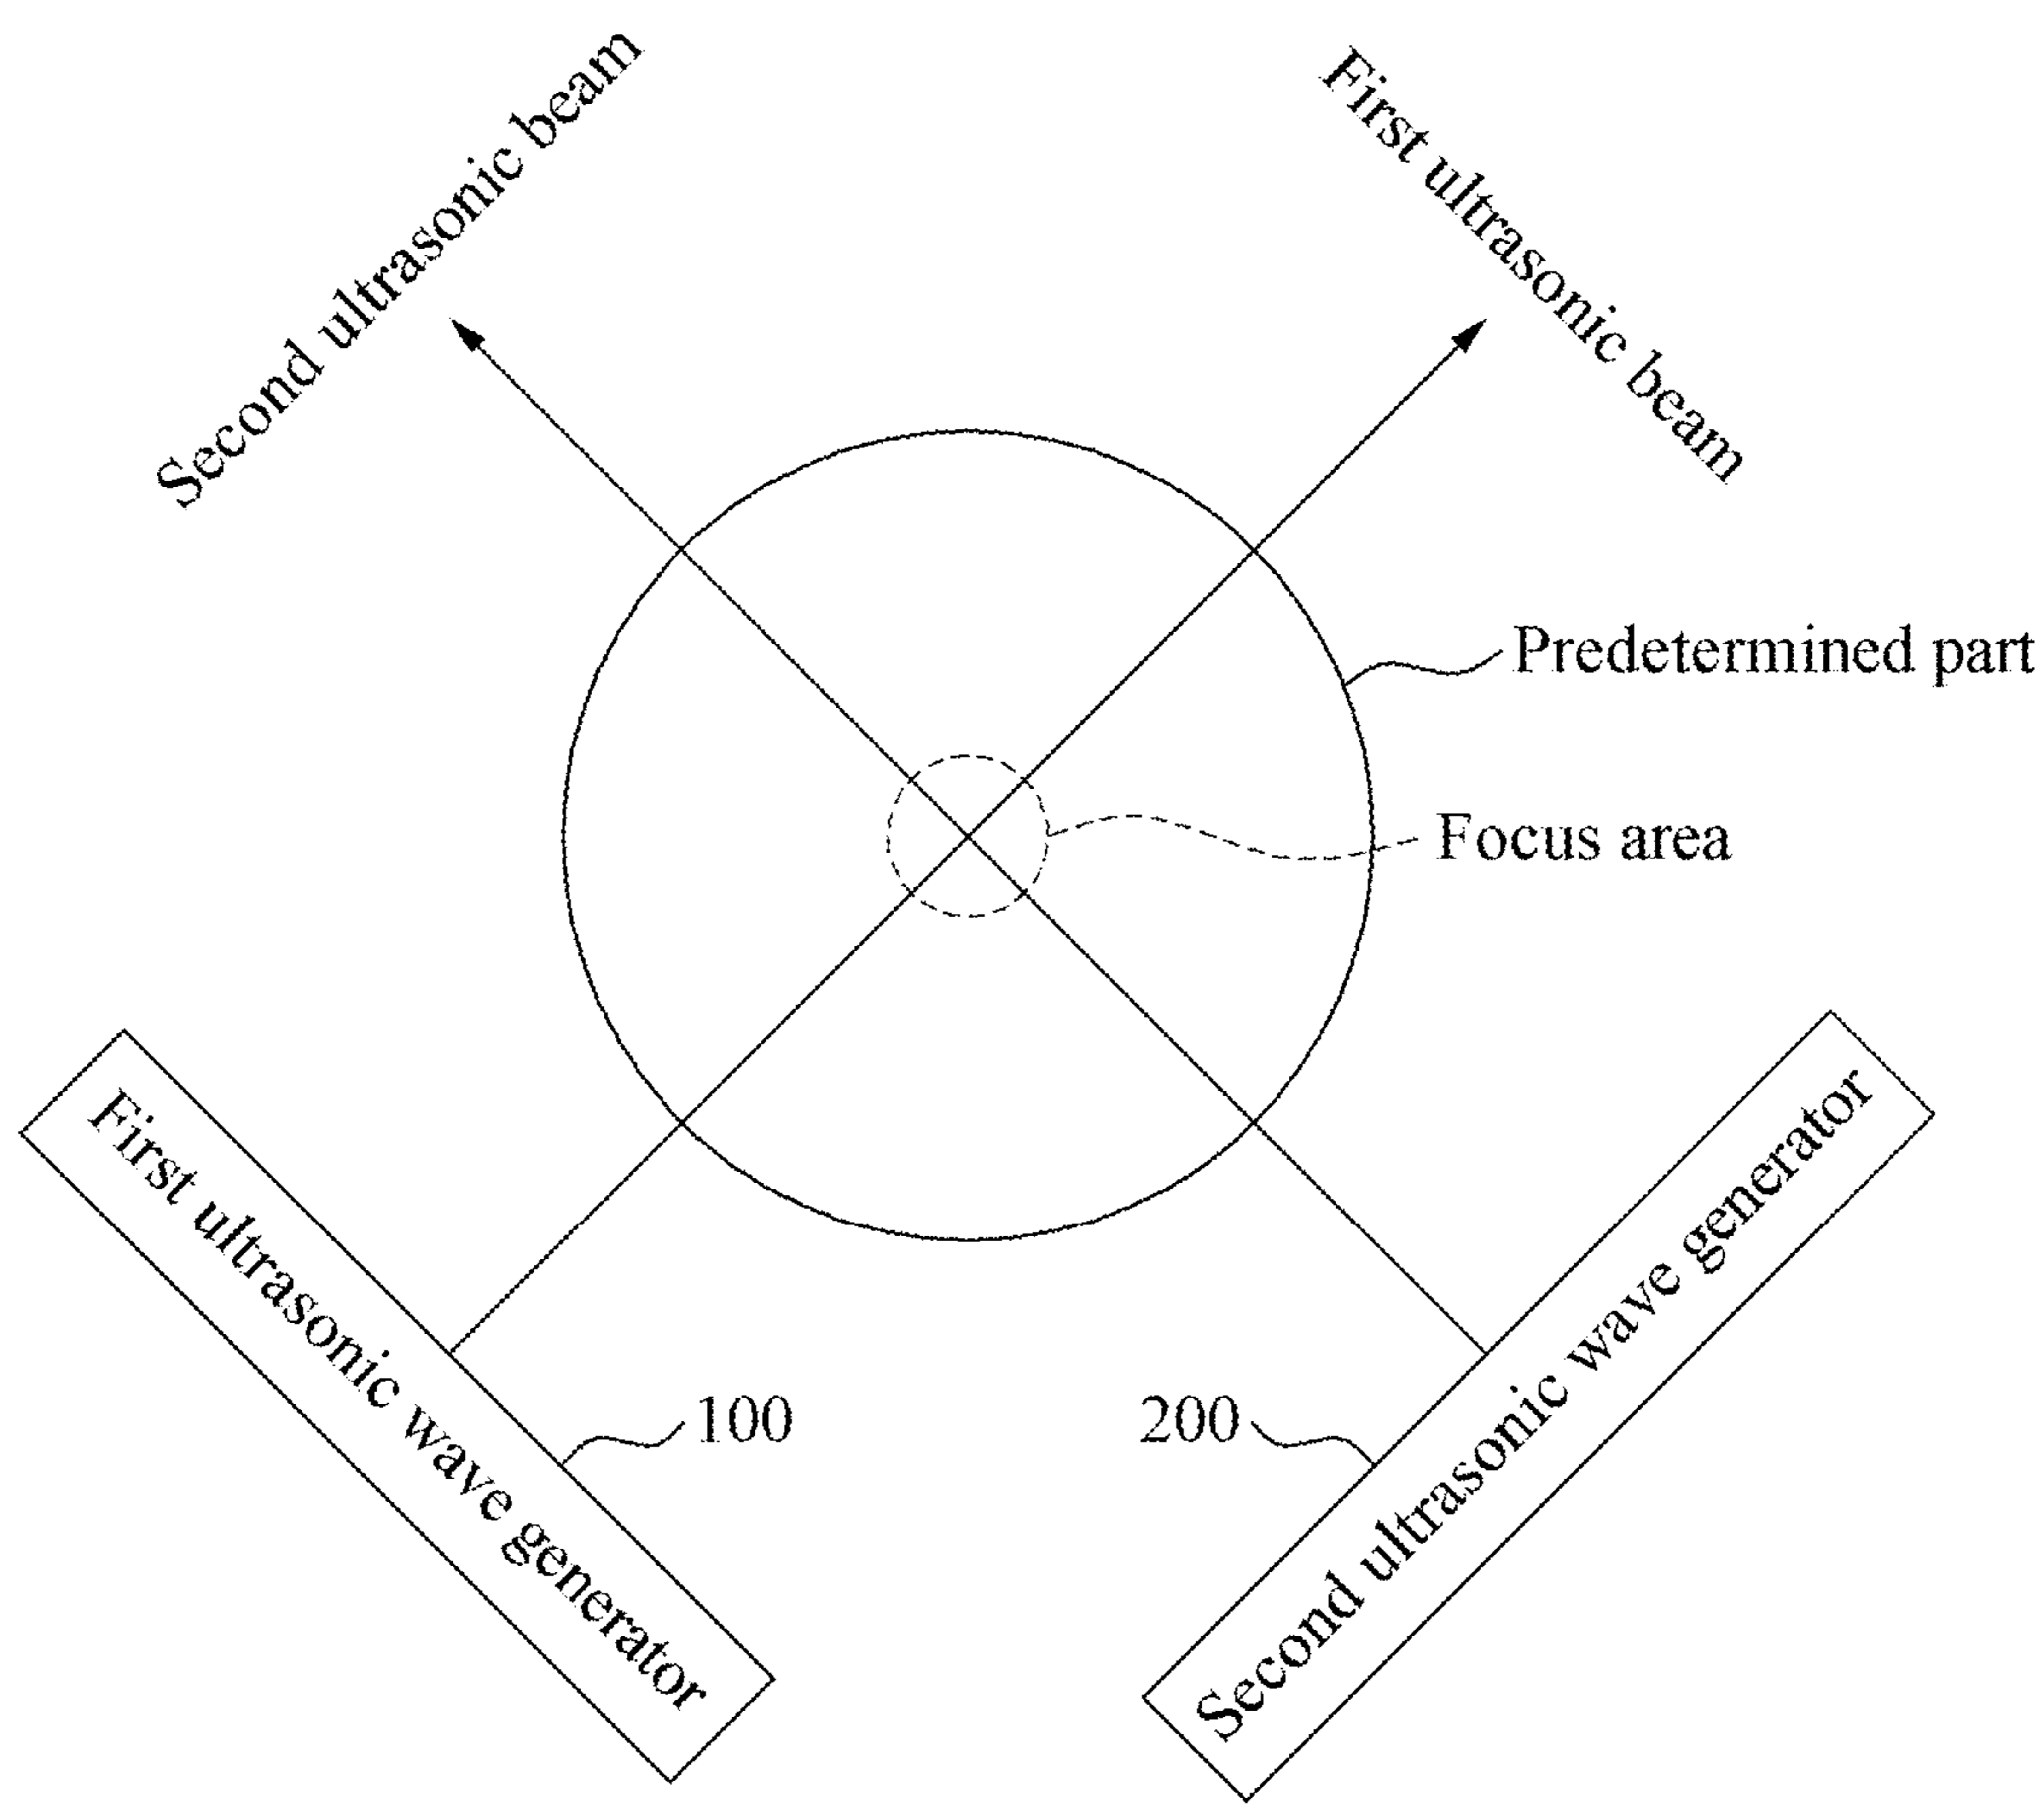 Second ultrasonic beam
First ultrasonic beam
Predetermined part
Focus area
First ultrasonic wave generator
100
200
Second ultrasonic wave generator